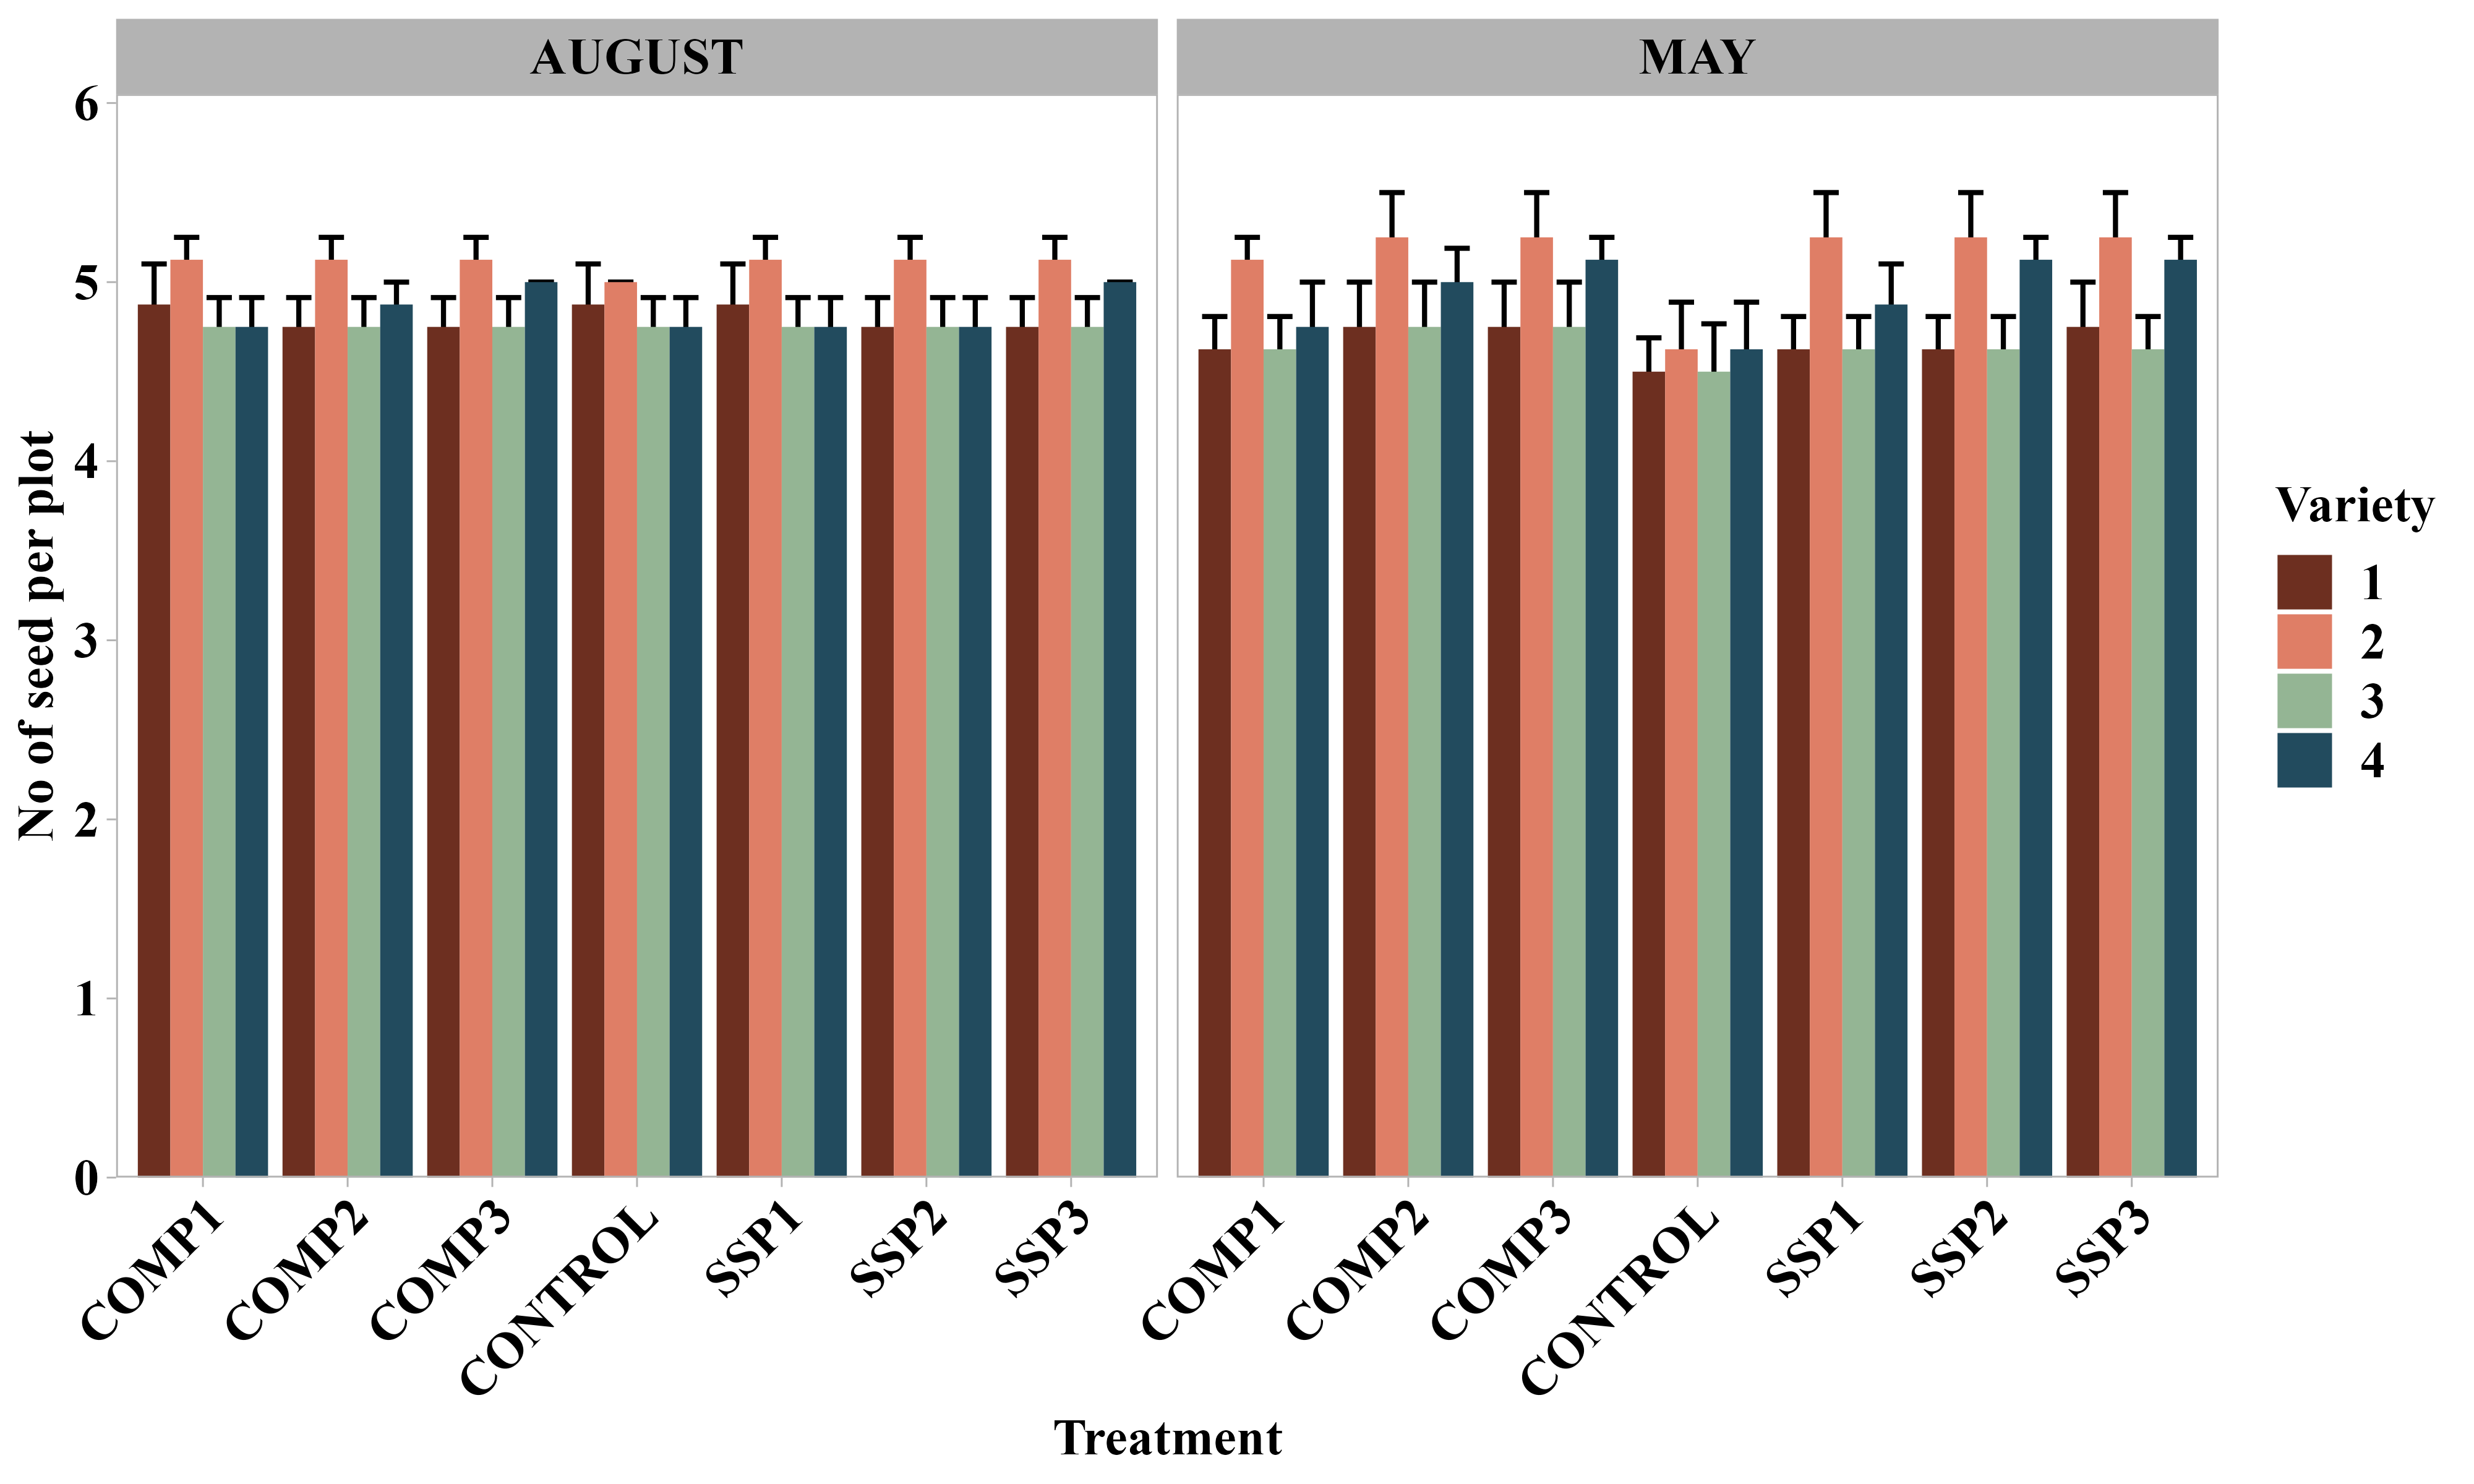 AUGUST
MAY
No of seed per plot
6
5
4
3
2
1
0
COMP1
COMP2
COMP3
CONTROL
SSP1
SSP2
SSP3
COMP1
COMP2
COMP3
CONTROL
SSP1
SSP2
SSP3
Treatment
Variety
1
2
3
4